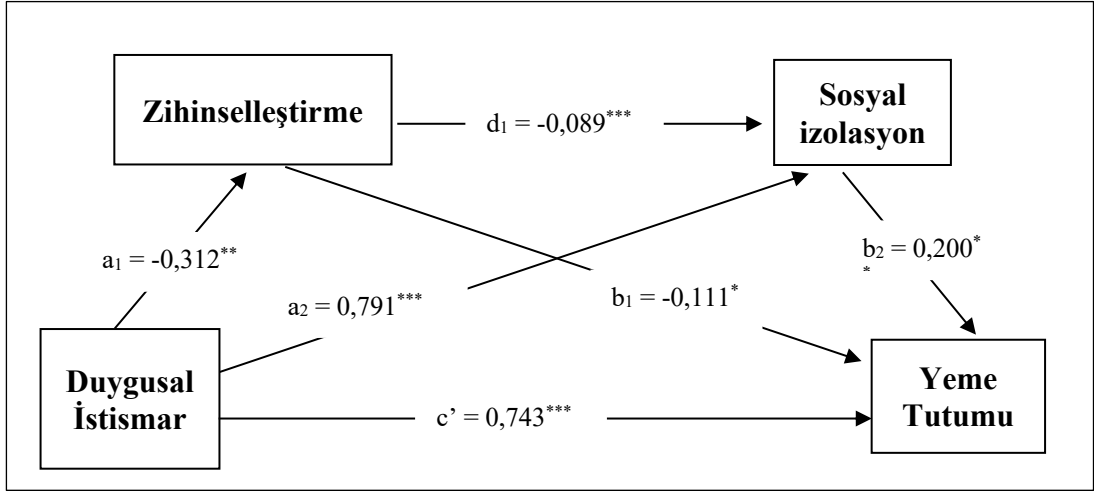 Zihinselleştirme
Sosyal
izolasyon
d₁ = -0,089***
a₁ = -0,312**
a₂ = 0,791***
b₁ = -0,111*
b₂ = 0,200*
*
Duygusal
İstismar
c’ = 0,743***
Yeme
Tutumu